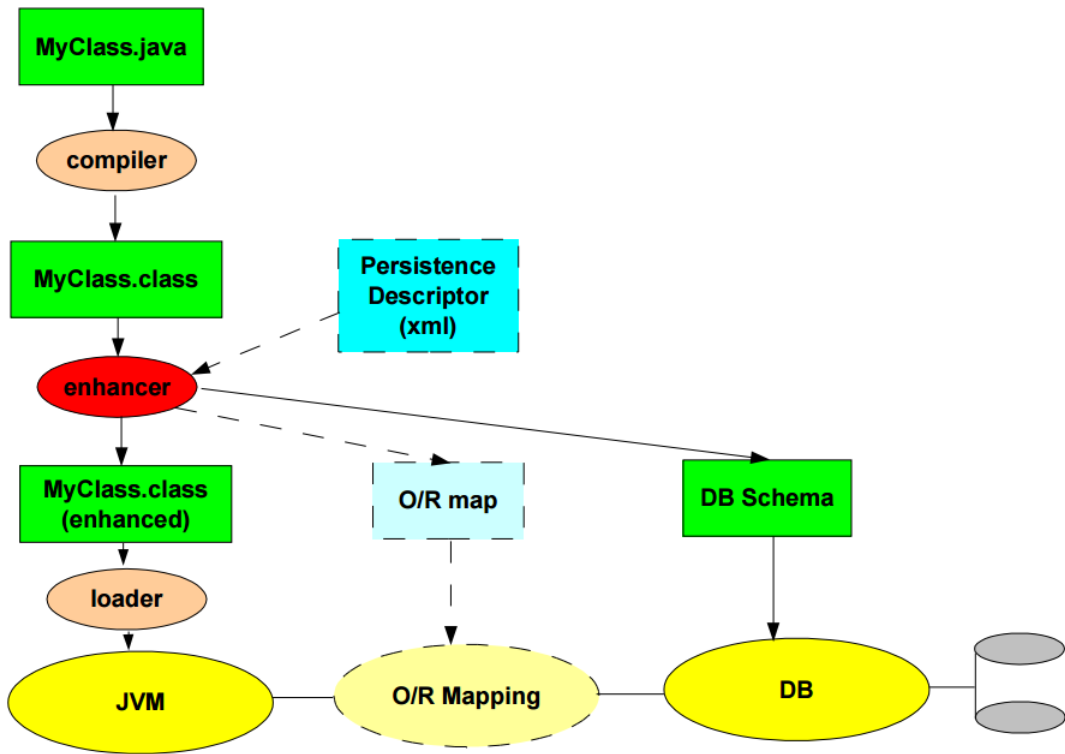 MyClass.java
compiler
MyClass.class
Persistence
Descriptor
(xml)
enhancer
MyClass.class
(enhanced)
O/R map
DB Schema
loader
JVM
O/R Mapping
DB